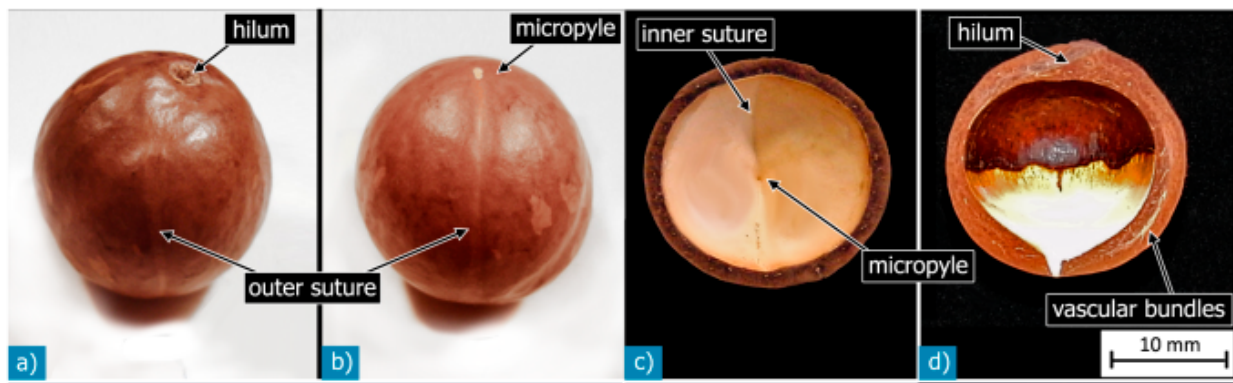 hilum
micropyle
outer suture
a)
b)
inner suture
micropyle
c)
hilum
vascular bundles
10 mm
d)